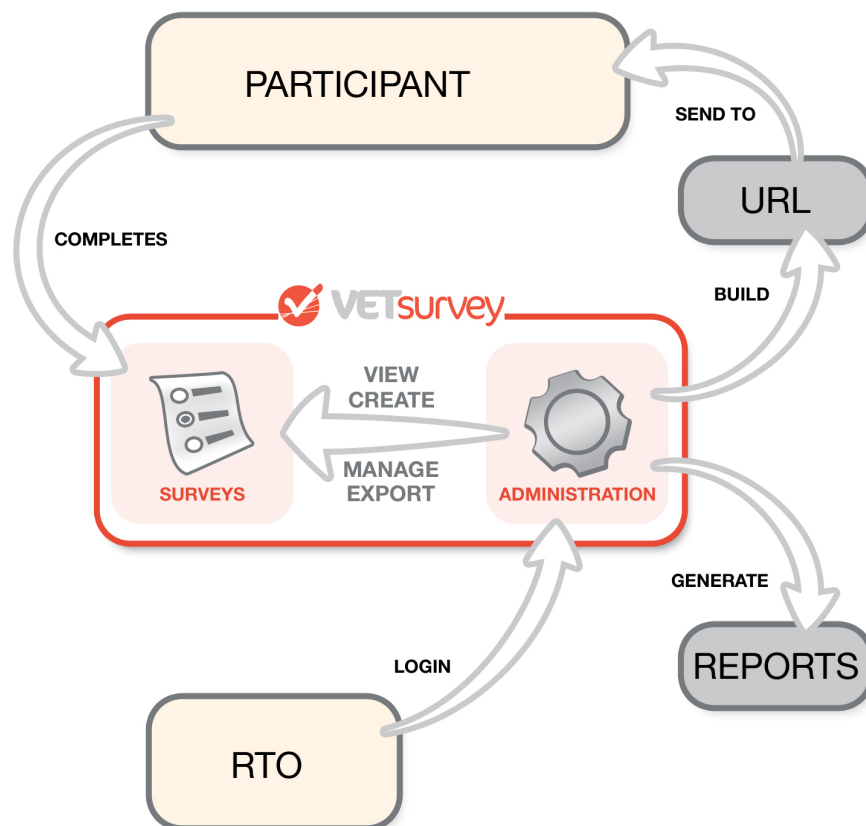 PARTICIPANT
SEND TO
URL
COMPLETES
BUILD
VETsurvey
VIEW
CREATE
MANAGE
EXPORT
SURVEYS
ADMINISTRATION
GENERATE
LOGIN
REPORTS
RTO